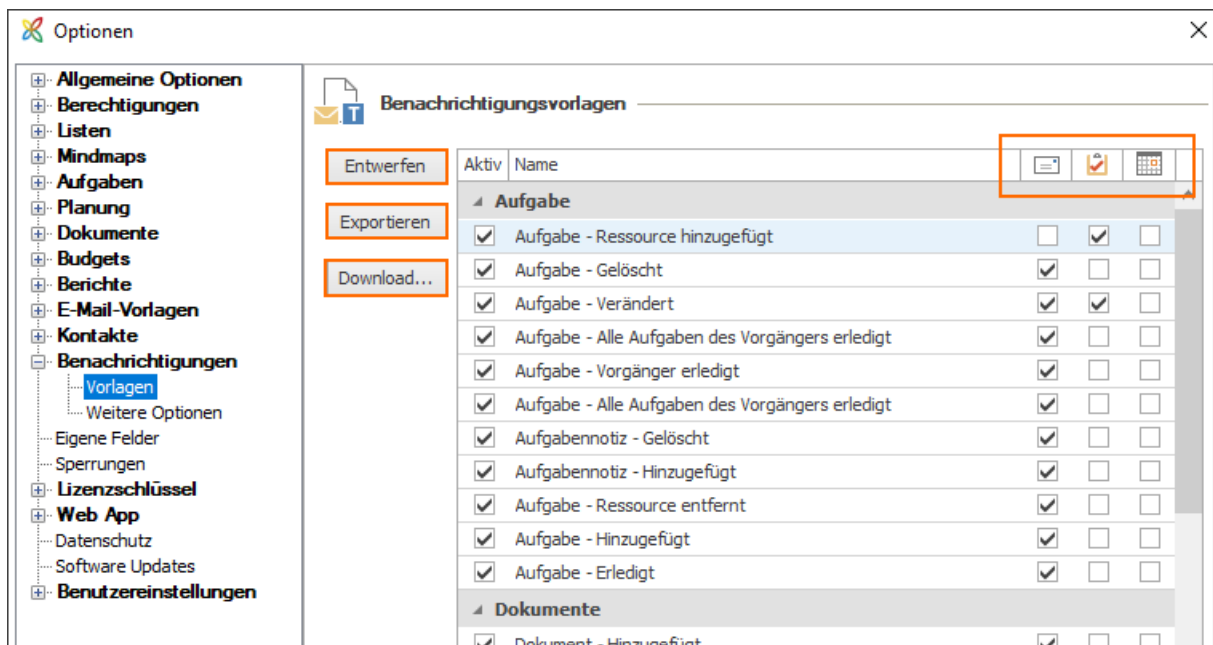 Optionen
Allgemeine Optionen
Berechtigungen
Listen
Mindmaps
Aufgaben
Planung
Dokumente
Budgets
Berichte
E-Mail-Vorlagen
Kontakte
Benachrichtigungen
Vorlagen
Weitere Optionen
Eigene Felder
Sperrungen
Lizenzschlüssel
Web App
Datenschutz
Software Updates
Benutzereinstellungen
T
Benachrichtigungsvorlagen
Entwerfen
Exportieren
Download...
Aktiv Name
Aufgabe
Aufgabe - Ressource hinzugefügt
Aufgabe - Gelöscht
Aufgabe - Verändert
Aufgabe - Alle Aufgaben des Vorgängers erledigt
Aufgabe - Vorgänger erledigt
Aufgabe - Alle Aufgaben des Vorgängers erledigt
Aufgabennotiz - Gelöscht
Aufgabennotiz - Hinzugefügt
Aufgabe - Ressource entfernt
Aufgabe - Hinzugefügt
Aufgabe - Erledigt
Dokumente
Dokument - Hinzugefügt